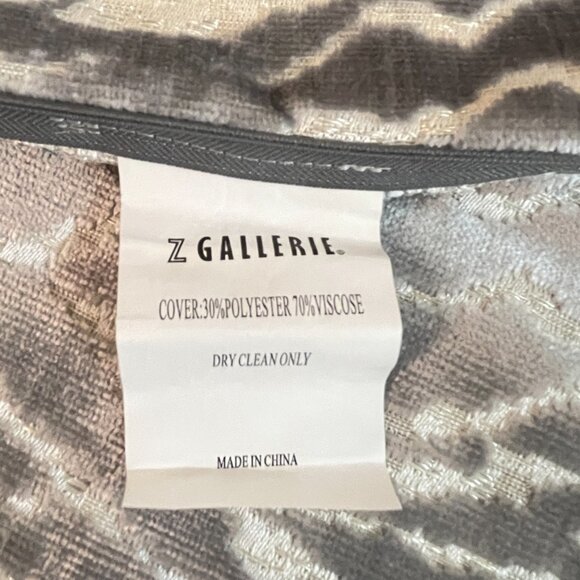 Z GALLERIE®
COVER:30%POLYESTER 70%VISCOSE
DRY CLEAN ONLY
MADE IN CHINA